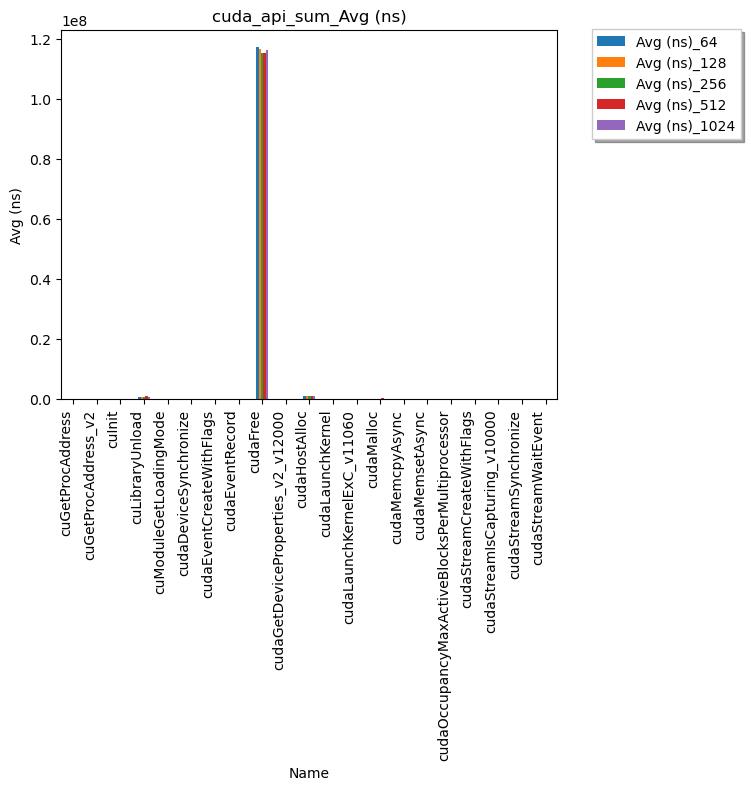 cuda_api_sum_Avg (ns)
1e8
1.2
1.0
0.8
0.6
0.4
0.2
0.0
Avg (ns)
cuGetProcAddress
cuGetProcAddress_v2
cuInit
cuLibraryUnload
cuModuleGetLoadingMode
cudaDeviceSynchronize
cudaEventCreateWithFlags
cudaEventRecord
cudaFree
cudaGetDeviceProperties_v2_v12000
cudaHostAlloc
cudaLaunchKernel
cudaLaunchKernelExC_v11060
cudaMalloc
cudaMemcpyAsync
cudaMemsetAsync
cudaOccupancyMaxActiveBlocksPerMultiprocessor
cudaStreamCreateWithFlags
cudaStreamIsCapturing_v10000
cudaStreamSynchronize
cudaStreamWaitEvent
Name
Avg (ns)_64
Avg (ns)_128
Avg (ns)_256
Avg (ns)_512
Avg (ns)_1024